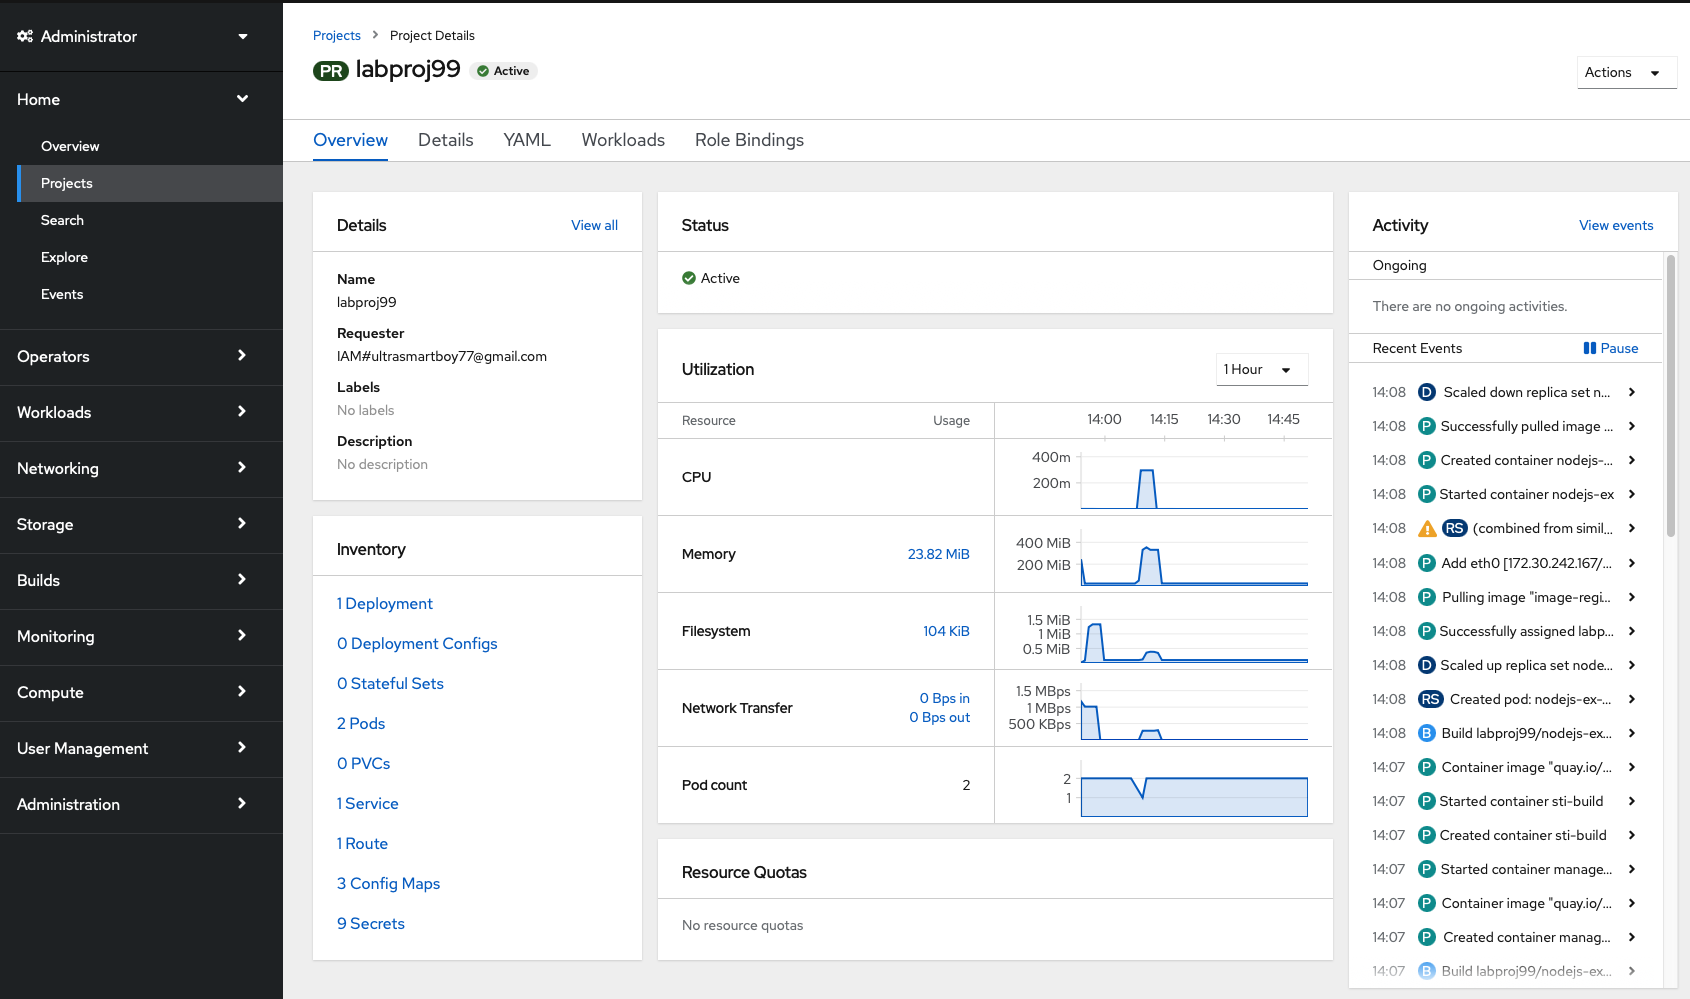 Administrator
Home
Overview
Projects
Search
Explore
Events
Operators
Workloads
Networking
Storage
Builds
Monitoring
Compute
User Management
Administration
Projects > Project Details
PR labproj99 Active
Actions
Overview Details YAML Workloads Role Bindings
Details View all
Name
labproj99
Requester
IAM#ultrasmartboy77@gmail.com
Labels
No labels
Description
No description
Inventory
1 Deployment
0 Deployment Configs
0 Stateful Sets
2 Pods
0 PVCs
1 Service
1 Route
3 Config Maps
9 Secrets
Status
Active
Utilization 1 Hour
Resource Usage 14:00 14:15 14:30 14:45
CPU
400m
200m
Memory 23.82 MiB
400 MiB
200 MiB
Filesystem 104 KiB
1.5 MiB
1 MiB
0.5 MiB
Network Transfer 0 Bps in
0 Bps out
1.5 MBps
1 MBps
500 KBps
Pod count 2
2
1
Resource Quotas
No resource quotas
Activity View events
Ongoing
There are no ongoing activities.
Recent Events Pause
14:08 D Scaled down replica set n...
14:08 P Successfully pulled image ...
14:08 P Created container nodejs-...
14:08 P Started container nodejs-ex
14:08 RS (combined from simil...
14:08 P Add eth0 [172.30.242.167/...
14:08 P Pulling image "image-regi...
14:08 P Successfully assigned labp...
14:08 D Scaled up replica set node...
14:08 RS Created pod: nodejs-ex-...
14:08 B Build labproj99/nodejs-ex...
14:07 P Container image "quay.io/...
14:07 P Started container sti-build
14:07 P Created container sti-build
14:07 P Started container manage...
14:07 P Container image "quay.io/...
14:07 P Created container manag...
14:07 B Build labproj99/nodejs-ex...